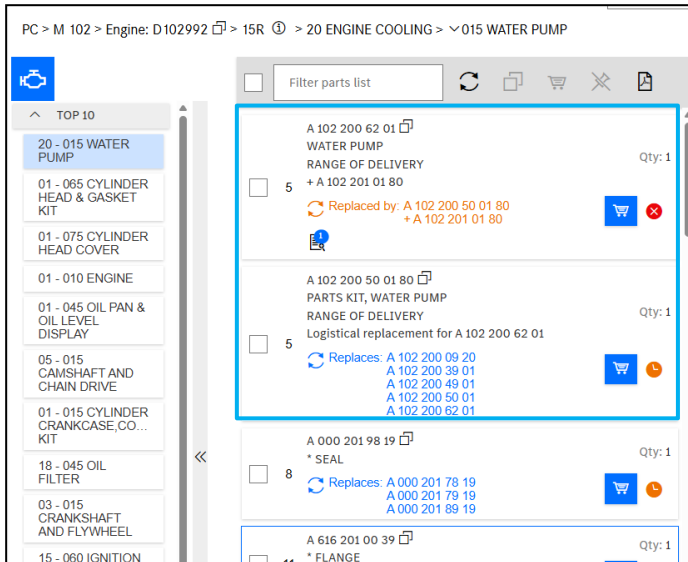 PC > M 102 > Engine: D102992 > 15R > 20 ENGINE COOLING > 015 WATER PUMP
Filter parts list
TOP 10
20 - 015 WATER
PUMP
01 - 065 CYLINDER
HEAD & GASKET
KIT
01 - 075 CYLINDER
HEAD COVER
01 - 010 ENGINE
01 - 045 OIL PAN &
OIL LEVEL
DISPLAY
05 - 015
CAMSHAFT AND
CHAIN DRIVE
01 - 015 CYLINDER
CRANKCASE,CO...
KIT
18 - 045 OIL
FILTER
03 - 015
CRANKSHAFT
AND FLYWHEEL
15 - 060 IGNITION
A 102 200 62 01
WATER PUMP
Qty: 1
RANGE OF DELIVERY
5
+ A 102 201 01 80
Replaced by: A 102 200 50 01 80
+ A 102 201 01 80
1
A 102 200 50 01 80
PARTS KIT, WATER PUMP
Qty: 1
RANGE OF DELIVERY
Logistical replacement for A 102 200 62 01
5
Replaces: A 102 200 09 20
A 102 200 39 01
A 102 200 49 01
A 102 200 50 01
A 102 200 62 01
A 000 201 98 19
Qty: 1
* SEAL
8
Replaces: A 000 201 78 19
A 000 201 79 19
A 000 201 89 19
A 616 201 00 39
Qty: 1
* FLANGE